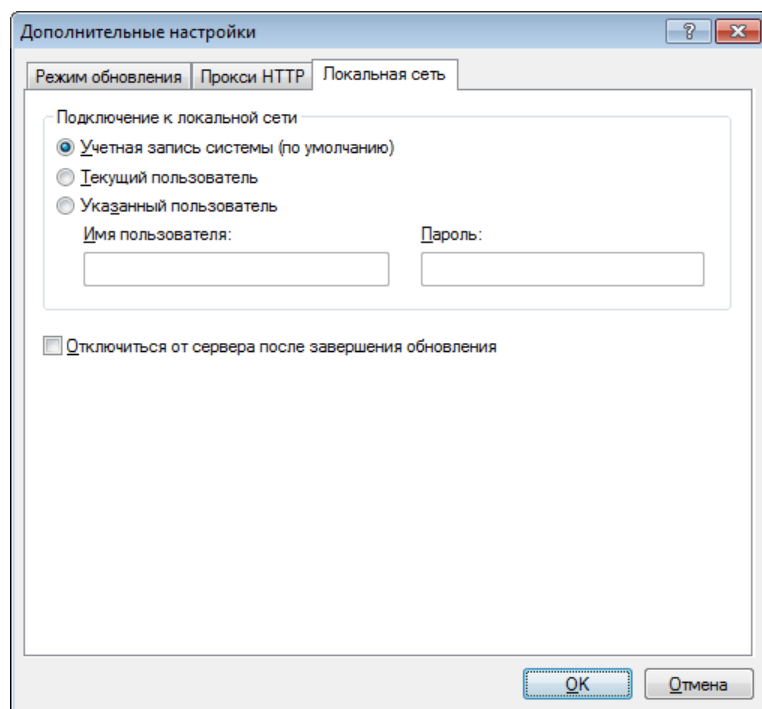 Дополнительные настройки
Режим обновления Прокси HTTP Локальная сеть
Подключение к локальной сети
Учетная запись системы (по умолчанию)
Текущий пользователь
Указанный пользователь
Имя пользователя: Пароль:
Отключиться от сервера после завершения обновления
OK Отмена